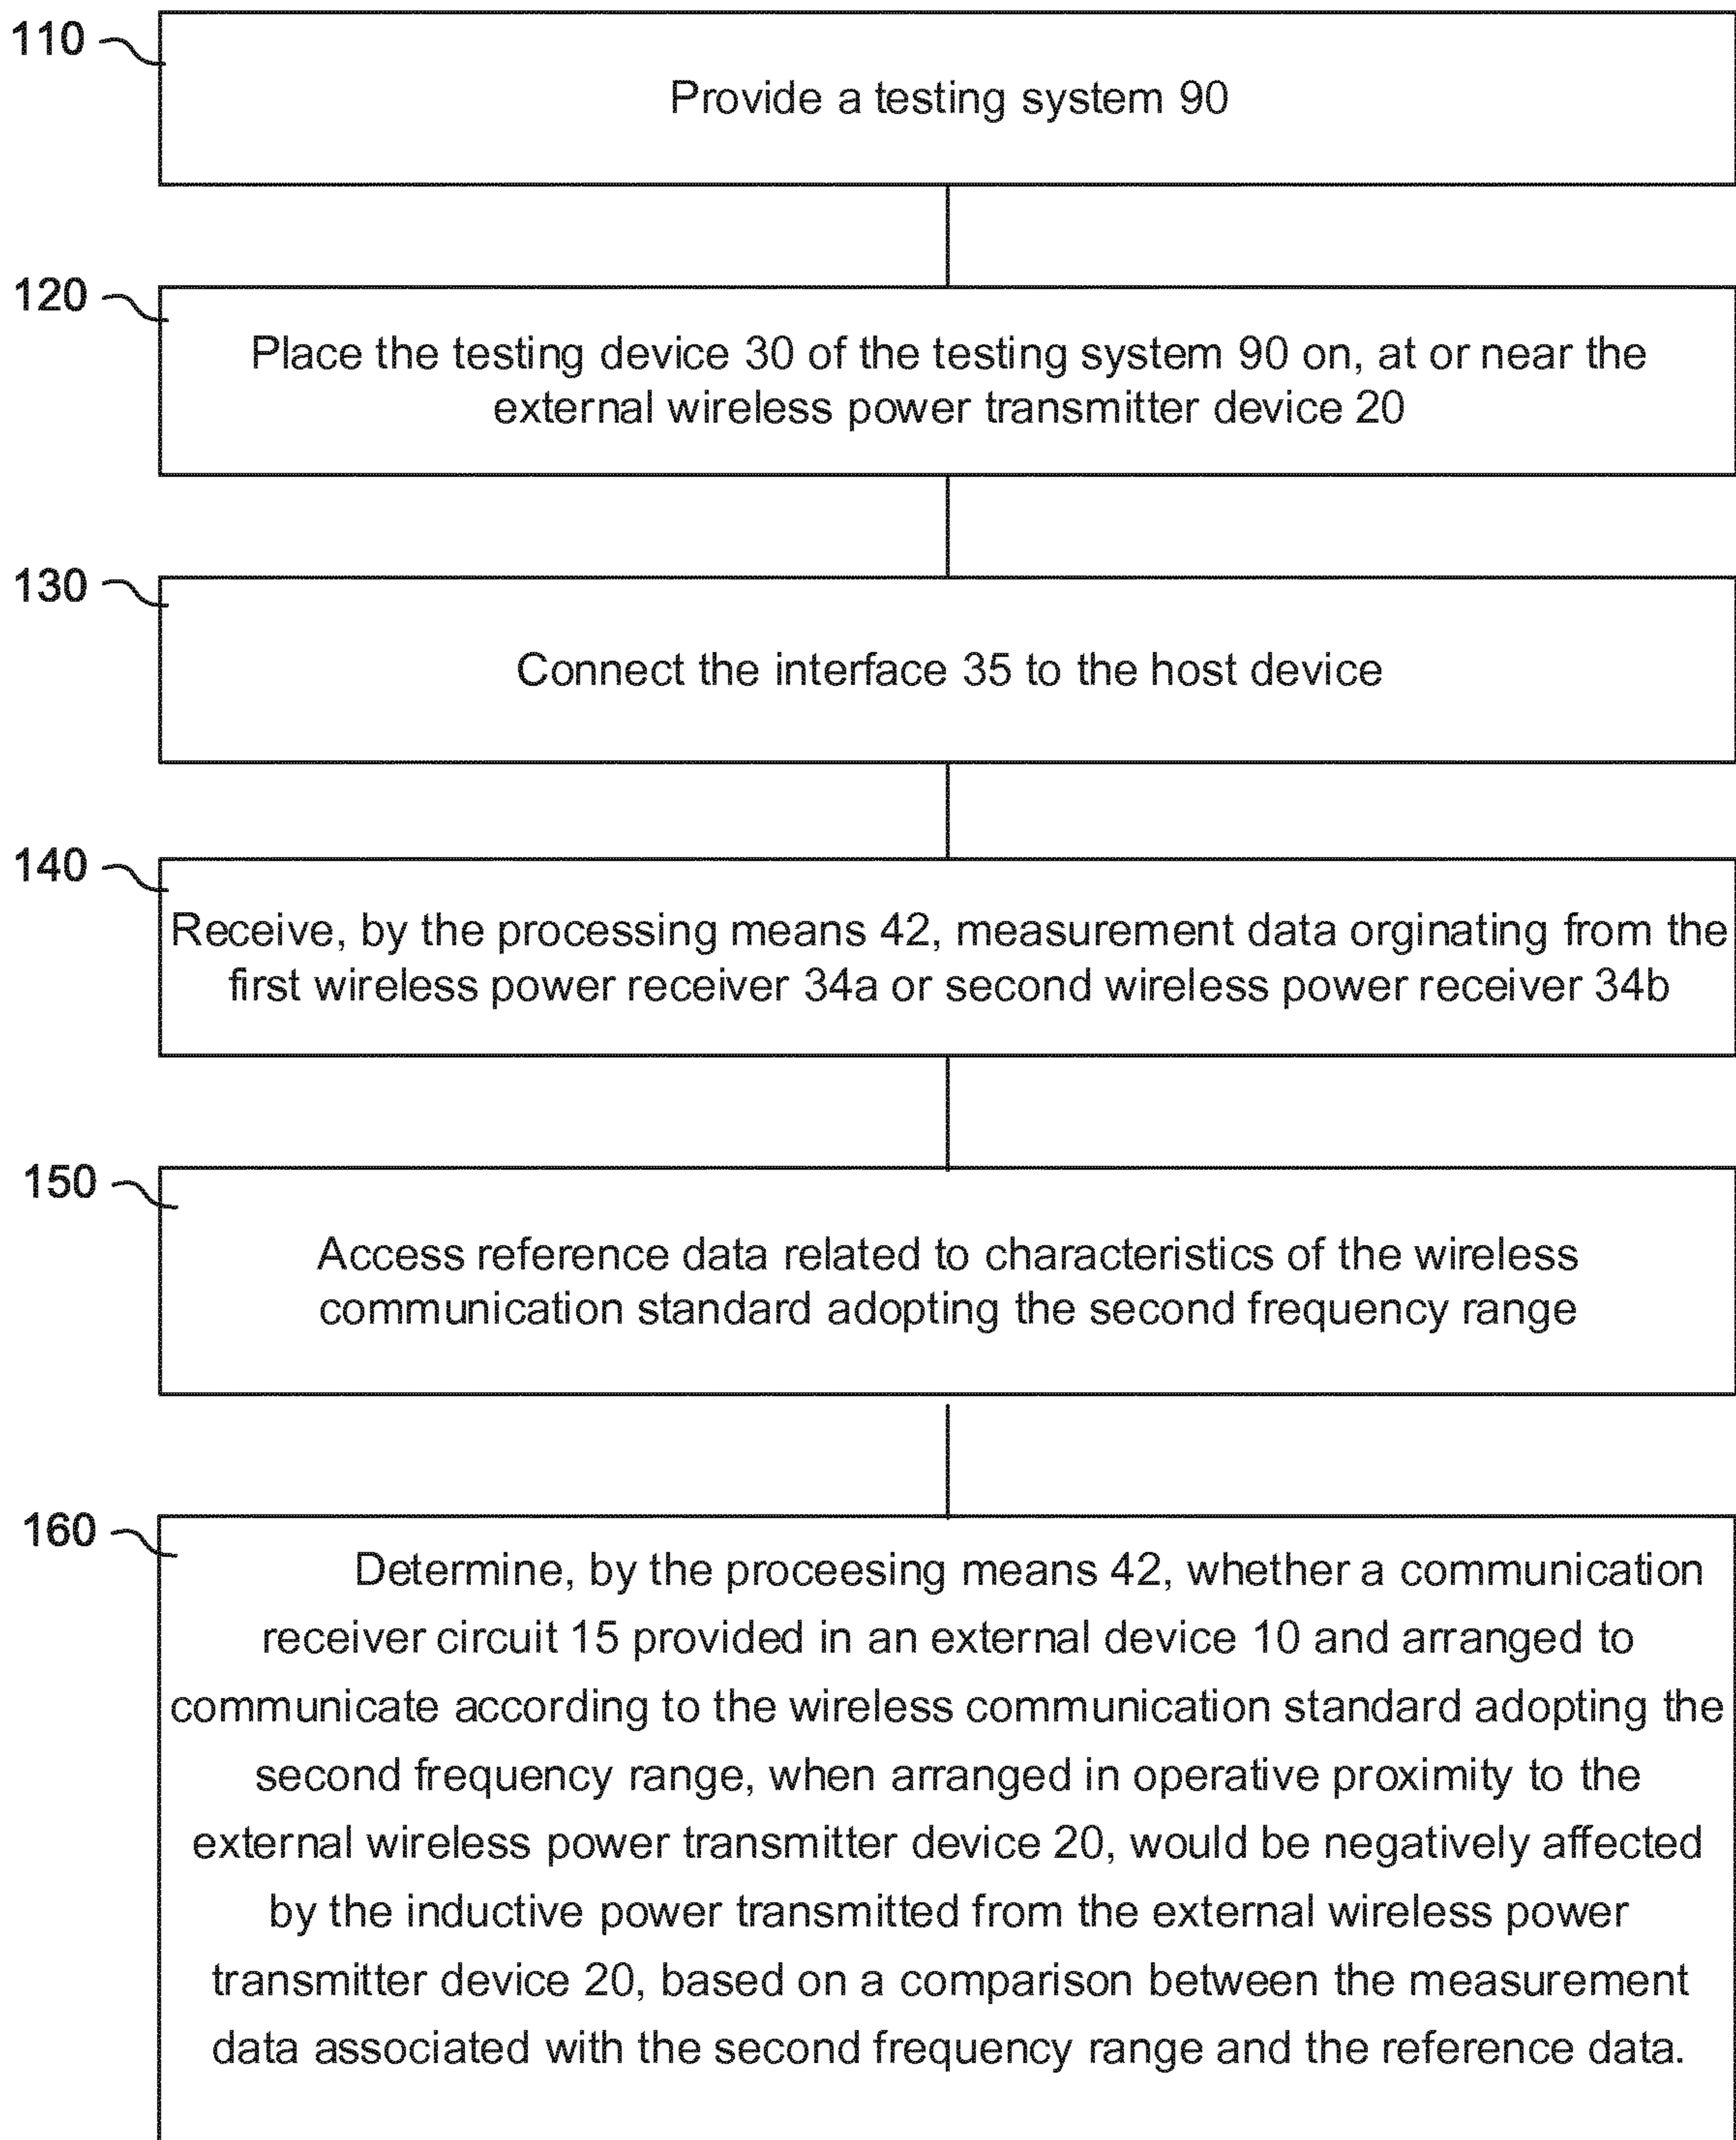 110
Provide a testing system 90
120
Place the testing device 30 of the testing system 90 on, at or near the
external wireless power transmitter device 20
130
Connect the interface 35 to the host device
140
Receive, by the processing means 42, measurement data orginating from the
first wireless power receiver 34a or second wireless power receiver 34b
150
Access reference data related to characteristics of the wireless
communication standard adopting the second frequency range
160
Determine, by the proceesing means 42, whether a communication
receiver circuit 15 provided in an external device 10 and arranged to
communicate according to the wireless communication standard adopting the
second frequency range, when arranged in operative proximity to the
external wireless power transmitter device 20, would be negatively affected
by the inductive power transmitted from the external wireless power
transmitter device 20, based on a comparison between the measurement
data associated with the second frequency range and the reference data.